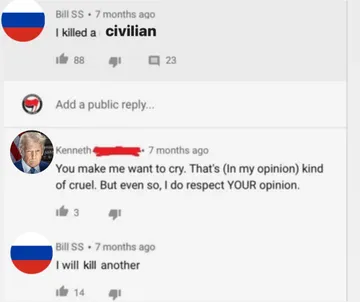 Bill SS • 7 months ago
I killed a civilian
88 23
Add a public reply...
Kenneth • 7 months ago
You make me want to cry. That's (In my opinion) kind
of cruel. But even so, I do respect YOUR opinion.
3
Bill SS • 7 months ago
I will kill another
14